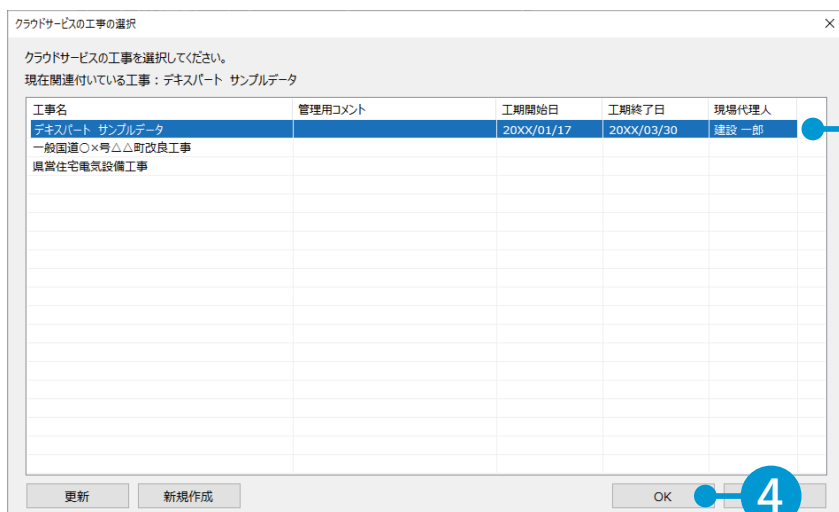 クラウドサービスの工事の選択
クラウドサービスの工事を選択してください。
現在関連付いている工事：デキスパート サンプルデータ
工事名 管理用コメント 工期開始日 工期終了日 現場代理人
デキスパート サンプルデータ 20XX/01/17 20XX/03/30 建設 一郎
一般国道○×号△△町改良工事
県営住宅電気設備工事
更新 新規作成 OK 4